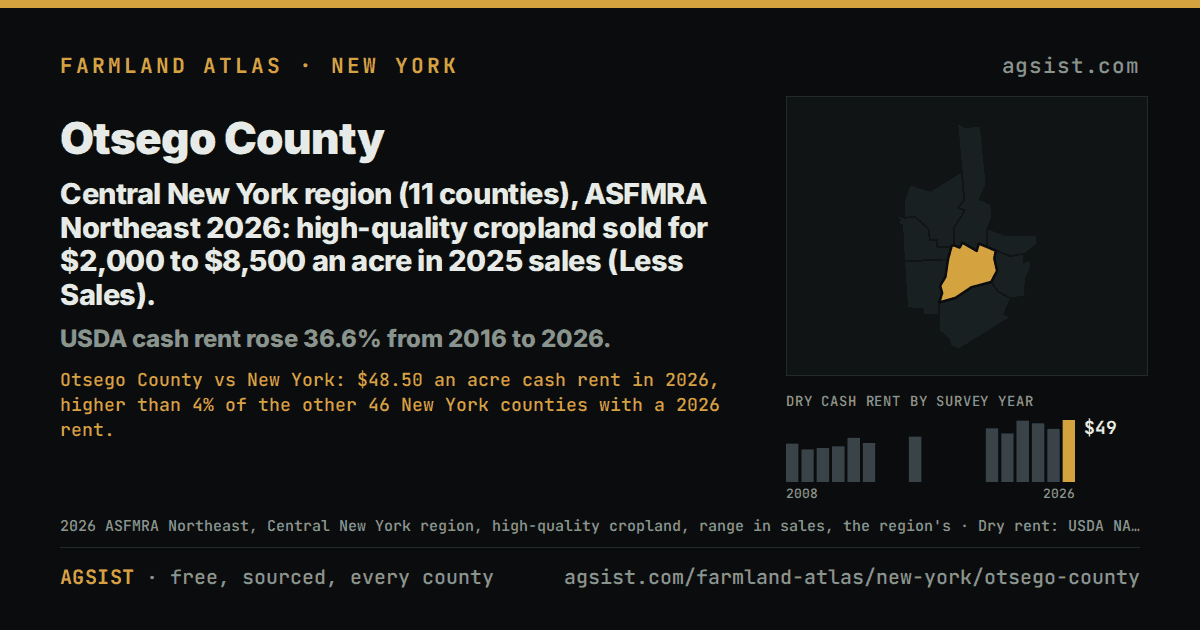 FARMLAND ATLAS · NEW YORK
agsist.com
Otsego County
Central New York region (11 counties), ASFMRA
Northeast 2026: high-quality cropland sold for
$2,000 to $8,500 an acre in 2025 sales (Less
Sales).
USDA cash rent rose 36.6% from 2016 to 2026.
Otsego County vs New York: $48.50 an acre cash rent in 2026,
higher than 4% of the other 46 New York counties with a 2026
rent.
DRY CASH RENT BY SURVEY YEAR
$49
2008
2026
2026 ASFMRA Northeast, Central New York region, high-quality cropland, range in sales, the region's · Dry rent: USDA NA…
AGSIST · free, sourced, every county
agsist.com/farmland-atlas/new-york/otsego-county